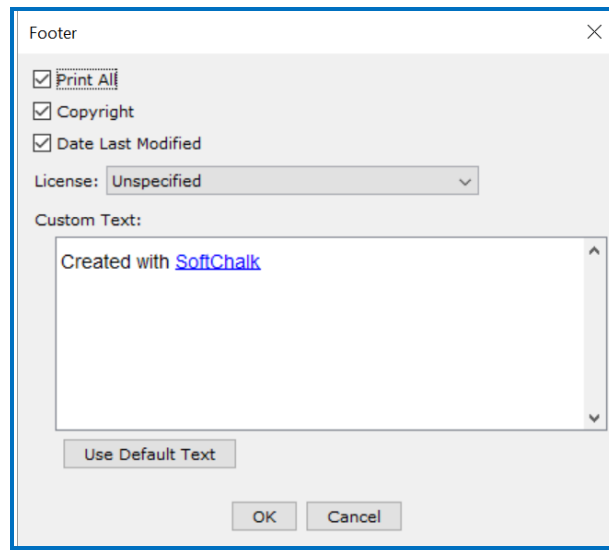 Footer
Print All
Copyright
Date Last Modified
License: Unspecified
Custom Text:
Created with SoftChalk
Use Default Text
OK Cancel